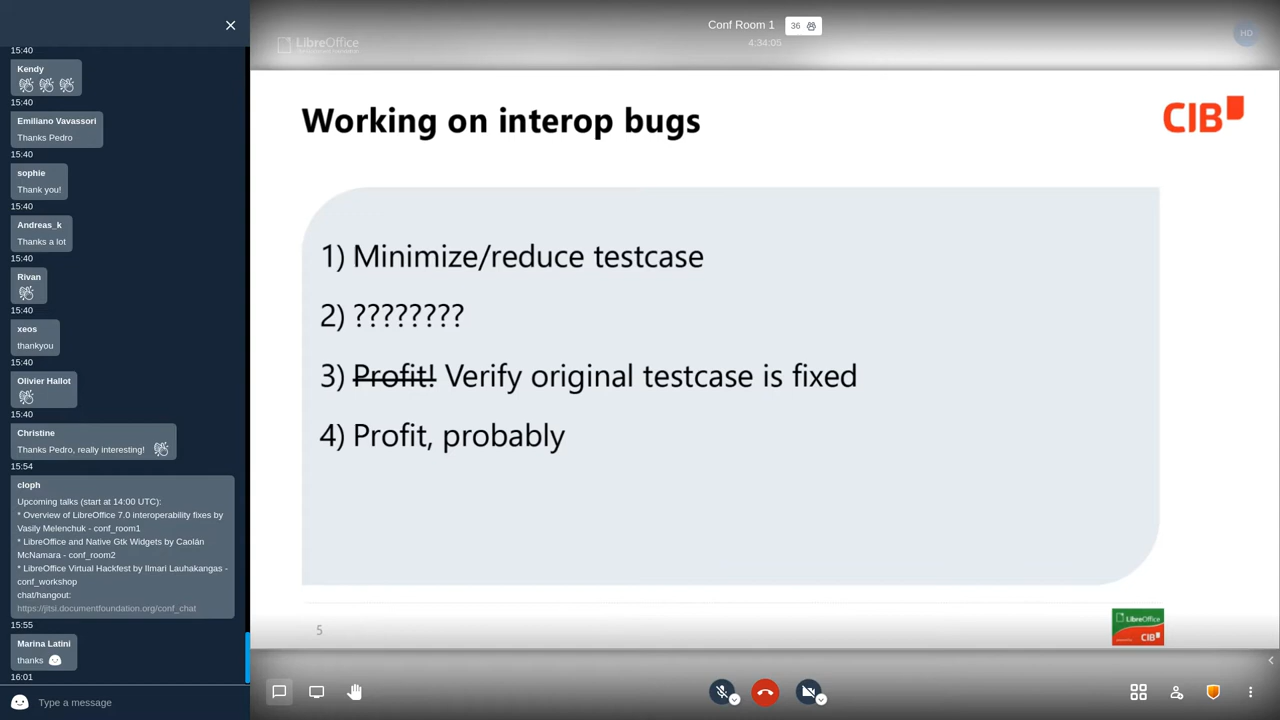 15:40
Kendy
15:40
Emiliano Vavassori
Thanks Pedro
15:40
sophie
Thank you!
15:40
Andreas_k
Thanks a lot
15:40
Rivan
15:40
xeos
thankyou
15:40
Olivier Hallot
15:40
Christine
Thanks Pedro, really interesting!
15:54
cloph
Upcoming talks (start at 14:00 UTC):
* Overview of LibreOffice 7.0 interoperability fixes by
Vasily Melenchuk - conf_room1
* LibreOffice and Native Gtk Widgets by Caolán
McNamara - conf_room2
* LibreOffice Virtual Hackfest by Ilmari Lauhakangas -
conf_workshop
chat/hangout:
https://jitsi.documentfoundation.org/conf_chat
15:55
Marina Latini
thanks
16:01
Type a message
Conf Room 1
36
4:34:05
LibreOffice
HD
Working on interop bugs
CIB
1) Minimize/reduce testcase
2) ????????
3) Profit! Verify original testcase is fixed
4) Profit, probably
5
LibreOffice
CIB